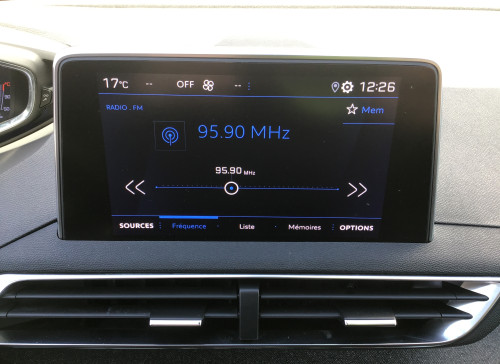 17°C -- OFF -- 12:26
RADIO . FM
Mem
95.90 MHz
95.90 MHz
SOURCES Fréquence Liste Mémoires OPTIONS